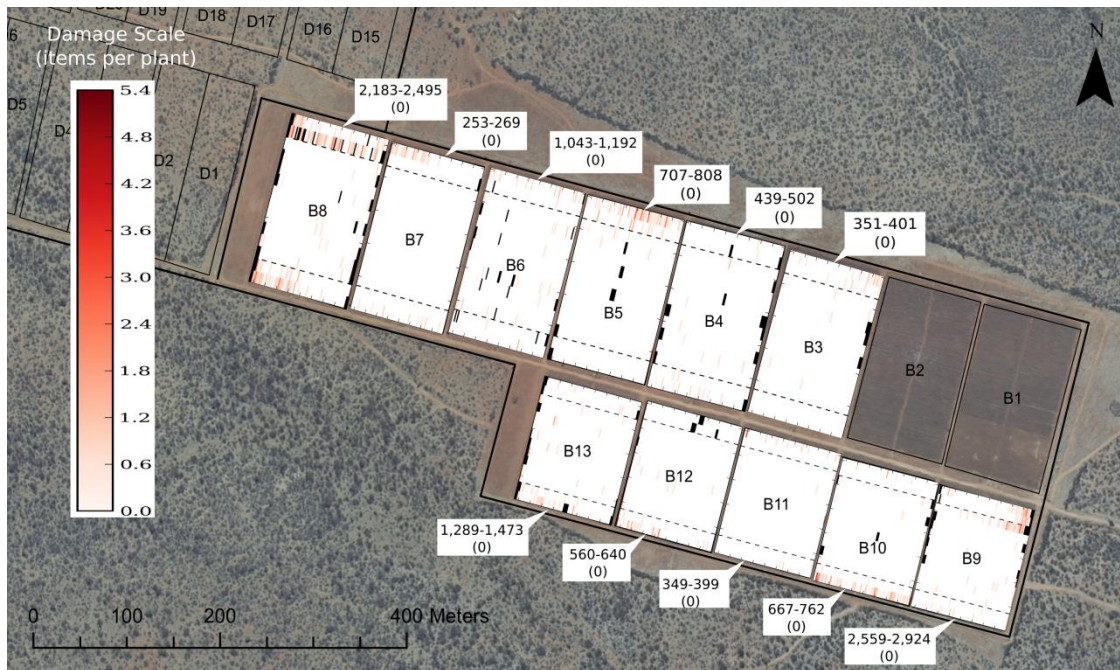 D19
D18
D17
D16
D15
Damage Scale
(items per plant)
N
5.4
4.8
4.2
3.6
3.0
2.4
1.8
1.2
0.6
0.0
D5
D2
D1
2,183-2,495
(0)
253-269
(0)
1,043-1,192
(0)
707-808
(0)
439-502
(0)
351-401
(0)
B8
B7
B6
B5
B4
B3
B2
B1
B13
B12
B11
B10
B9
1,289-1,473
(0)
560-640
(0)
349-399
(0)
667-762
(0)
2,559-2,924
(0)
0 100 200 400 Meters